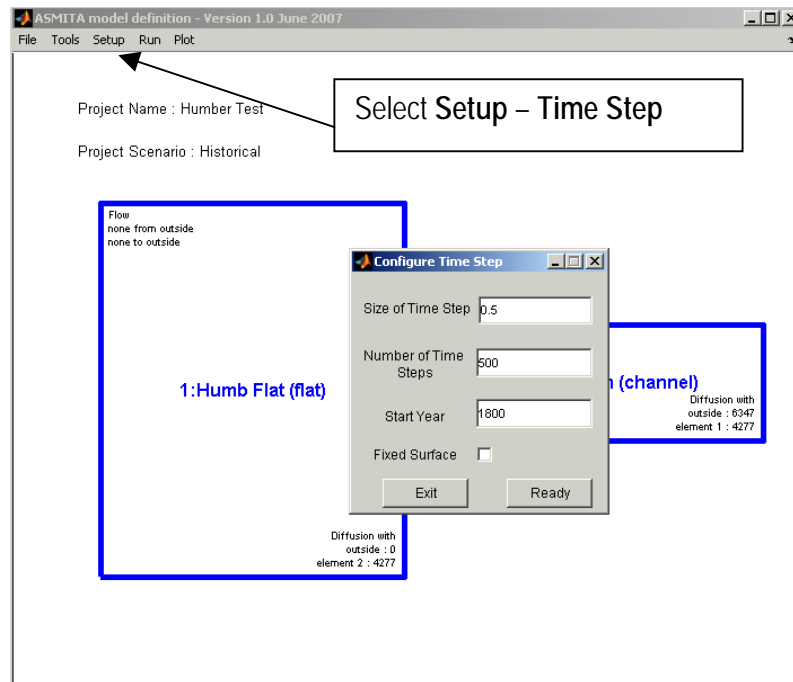 ASMITA model definition - Version 1.0 June 2007
File Tools Setup Run Plot
Select Setup – Time Step
Project Name : Humber Test
Project Scenario : Historical
Flow
none from outside
none to outside
1:Humb Flat (flat)
Diffusion with
outside : 0
element 2 : 4277
Configure Time Step
Size of Time Step 0.5
Number of Time
Steps
500
Start Year 1800
Fixed Surface
Exit Ready
(channel)
Diffusion with
outside : 6347
element 1 : 4277